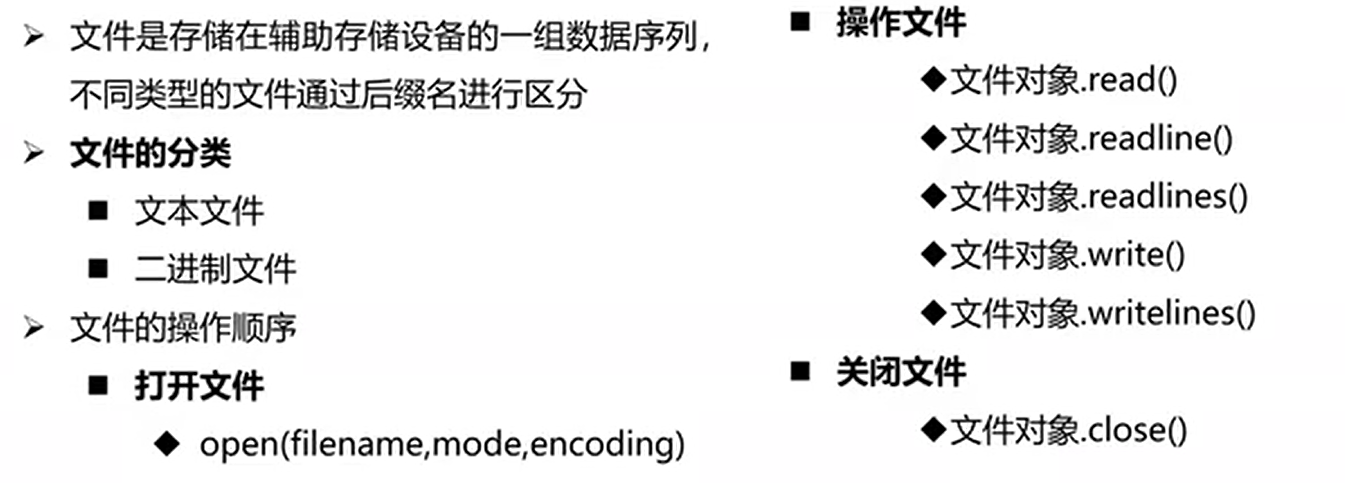 ➢ 文件是存储在辅助存储设备的一组数据序列，
不同类型的文件通过后缀名进行区分
➢ 文件的分类
■ 文本文件
■ 二进制文件
➢ 文件的操作顺序
■ 打开文件
◆ open(filename,mode,encoding)
■ 操作文件
◆文件对象.read()
◆文件对象.readline()
◆文件对象.readlines()
◆文件对象.write()
◆文件对象.writelines()
■ 关闭文件
◆文件对象.close()